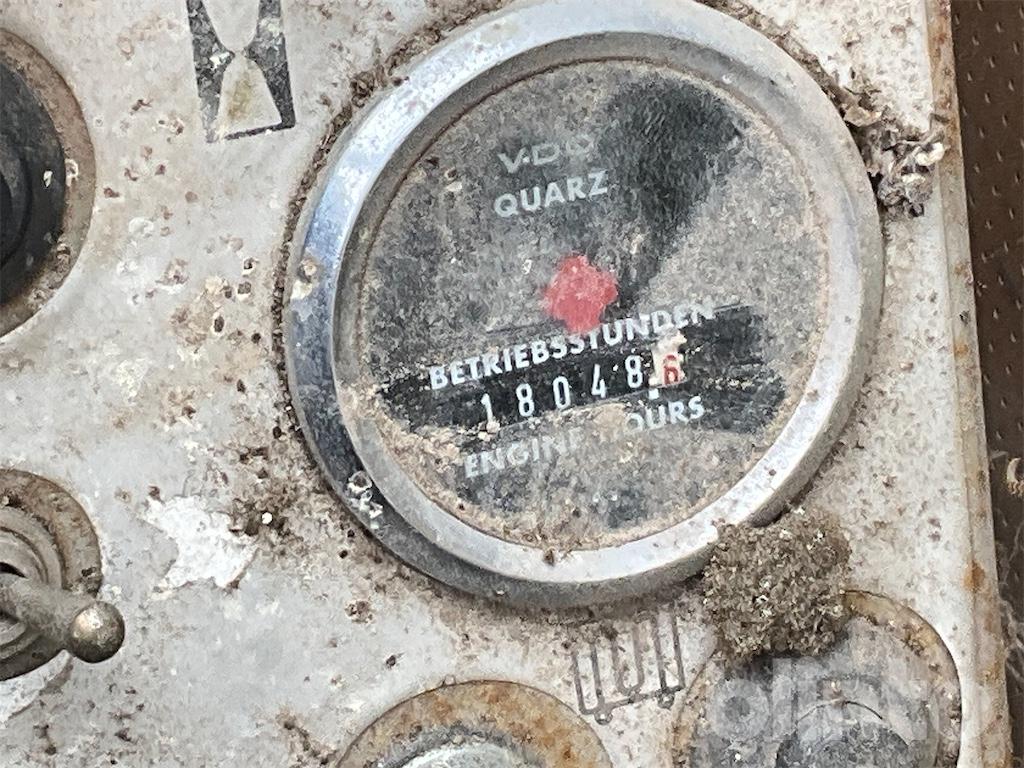 VDO
QUARZ
BETRIEBSSTUNDEN
18048.6
ENGINE HOURS